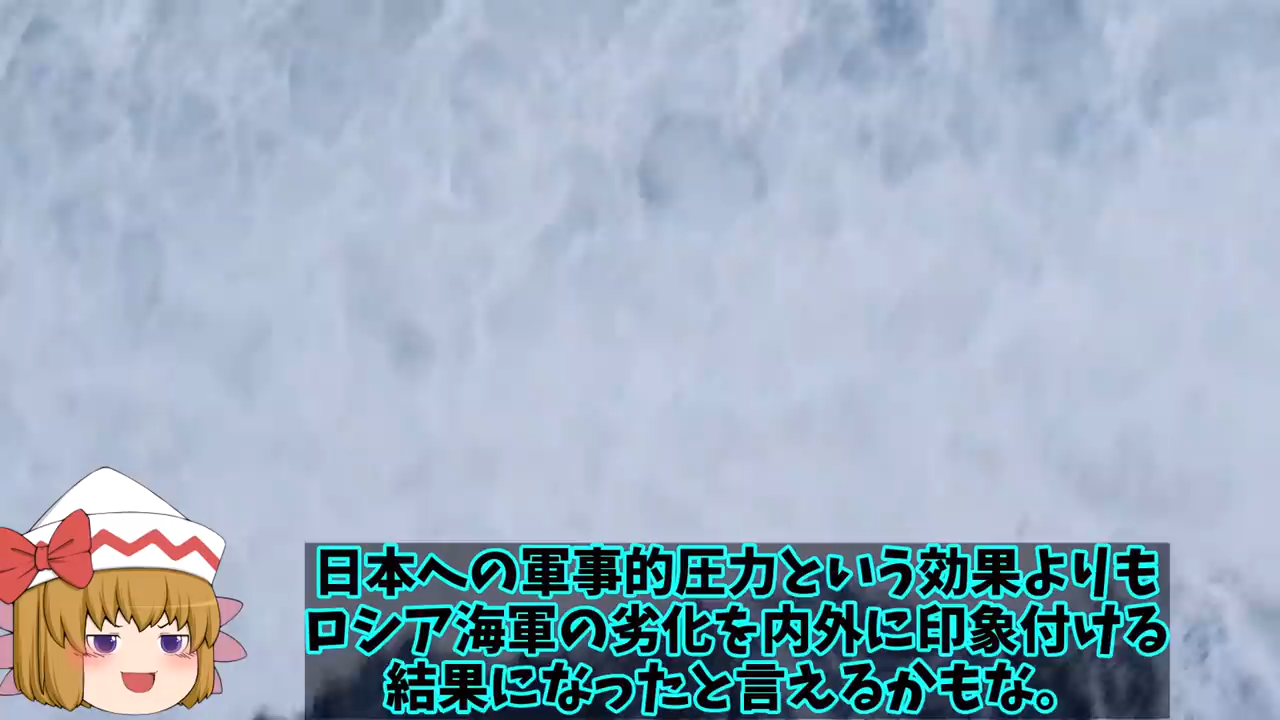 日本への軍事的圧力という効果よりも
ロシア海軍の劣化を内外に印象付ける
結果になったと言えるかもな。